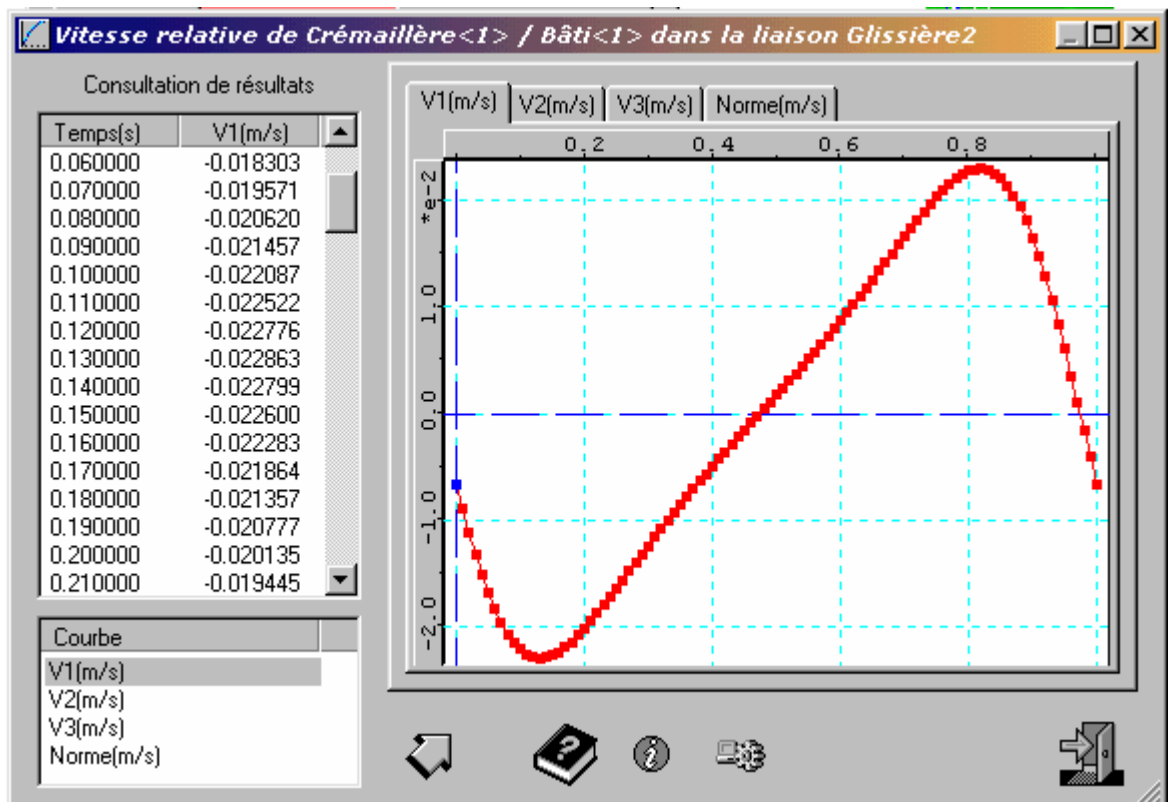 Vitesse relative de Crémaillère<1> / Bâti<1> dans la liaison Glissière2
Consultation de résultats
Temps(s) V1(m/s)
0.060000 -0.018303
0.070000 -0.019571
0.080000 -0.020620
0.090000 -0.021457
0.100000 -0.022087
0.110000 -0.022522
0.120000 -0.022776
0.130000 -0.022863
0.140000 -0.022799
0.150000 -0.022600
0.160000 -0.022283
0.170000 -0.021864
0.180000 -0.021357
0.190000 -0.020777
0.200000 -0.020135
0.210000 -0.019445
Courbe
V1(m/s)
V2(m/s)
V3(m/s)
Norme(m/s)
V1(m/s) V2(m/s) V3(m/s) Norme(m/s)
0.2 0.4 0.6 0.8
*e-2
1.0
0.0
-1.0
-2.0
?
i